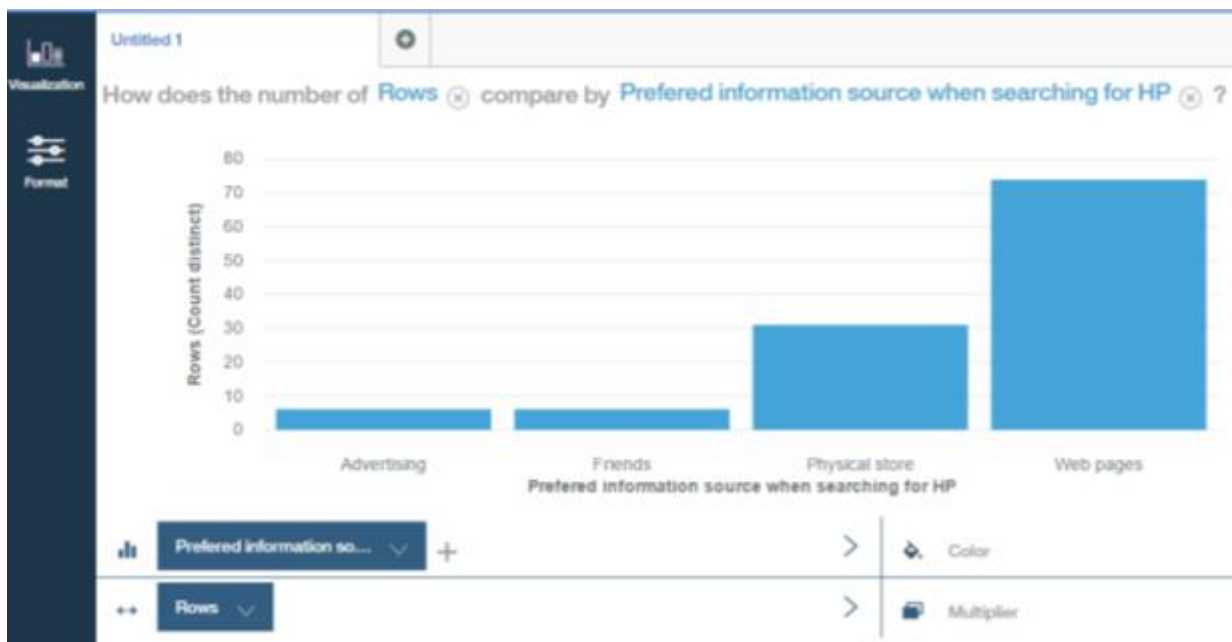 Untitled 1
Visualization
How does the number of Rows compare by Prefered information source when searching for HP ?
Format
80
70
60
50
40
30
20
10
0
Rows (Count distinct)
Advertising Friends Physical store Web pages
Prefered information source when searching for HP
Prefered information so... Color
Rows Multiplier